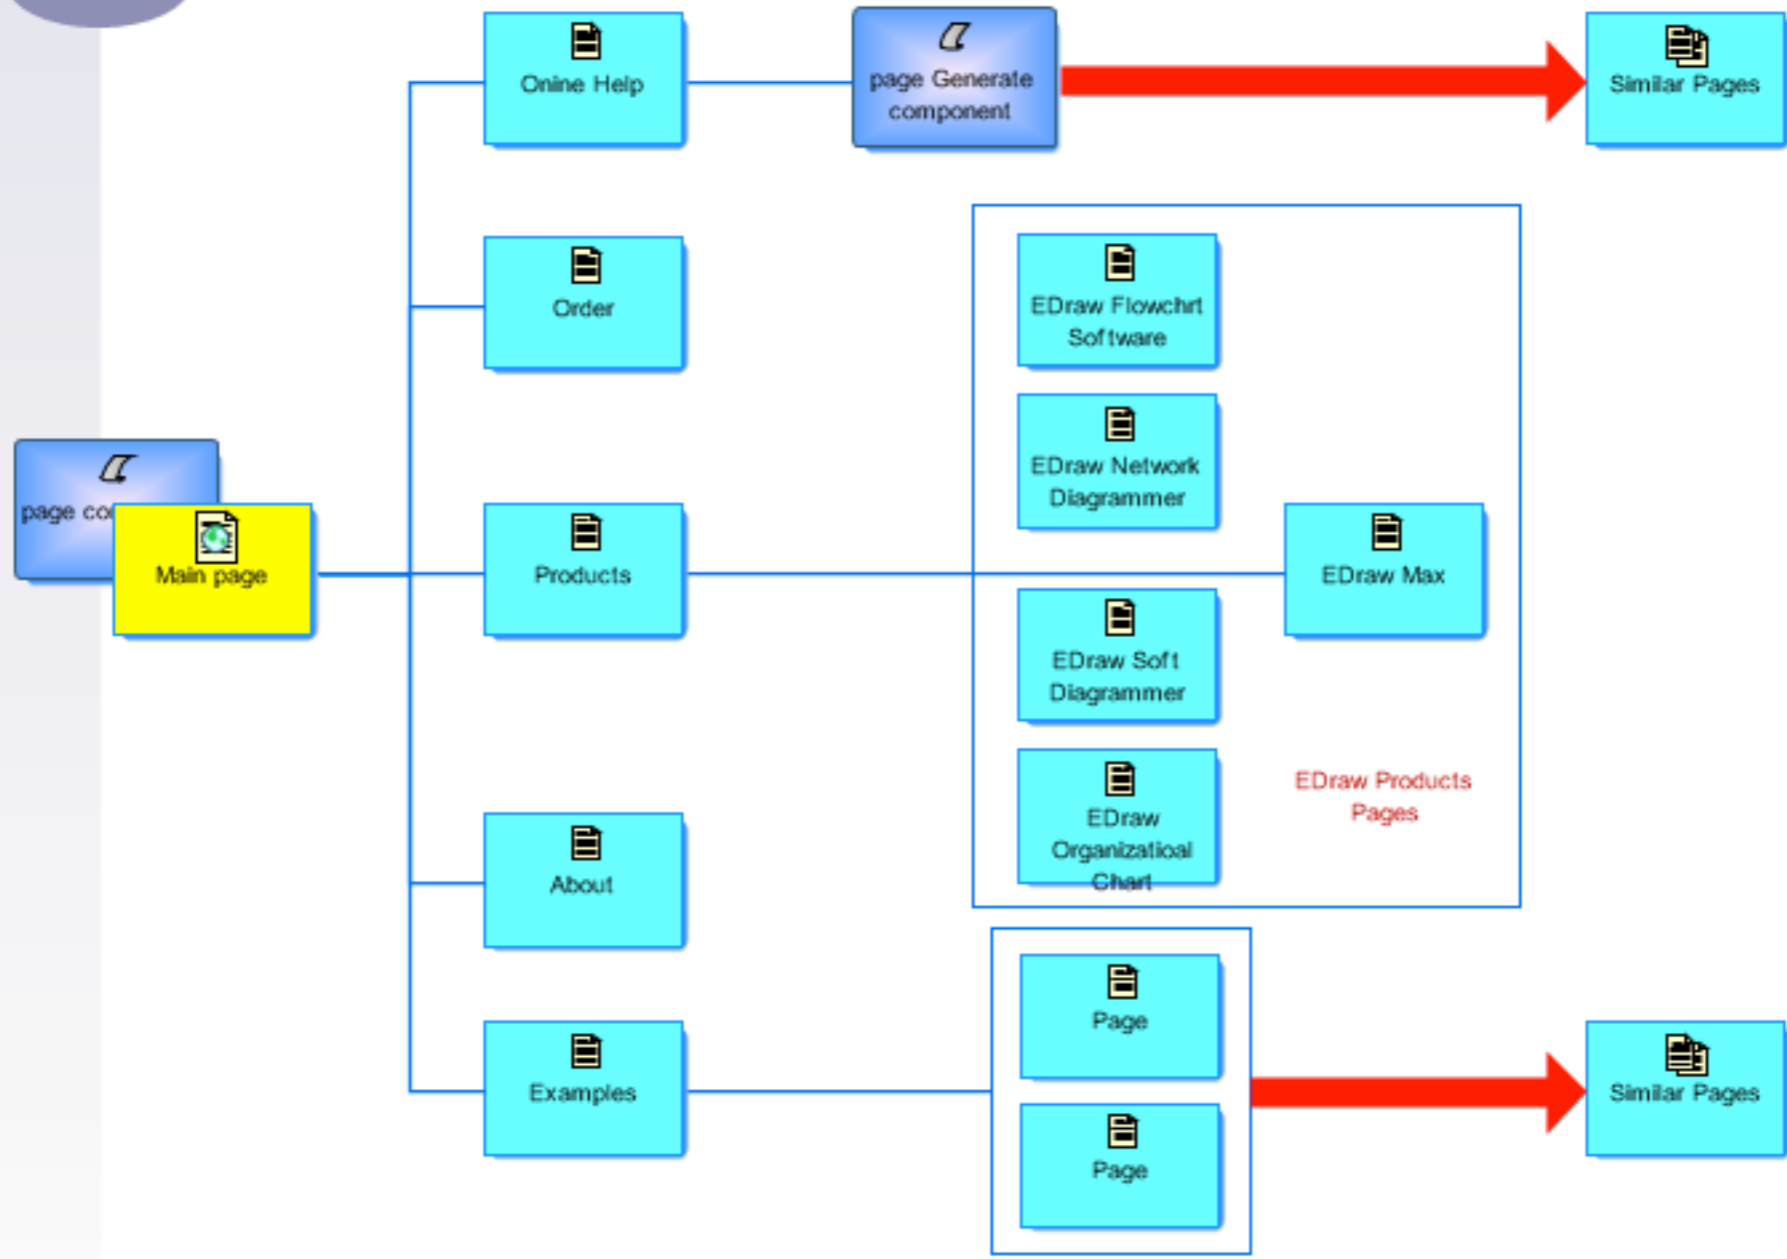 Onine Help
page Generate
component
Similar Pages
Order
EDraw Flowchrt
Software
EDraw Network
Diagrammer
page
Main page
Products
EDraw Max
EDraw Soft
Diagrammer
EDraw Products
Pages
EDraw
Organizatioal
Chart
About
Page
Examples
Similar Pages
Page